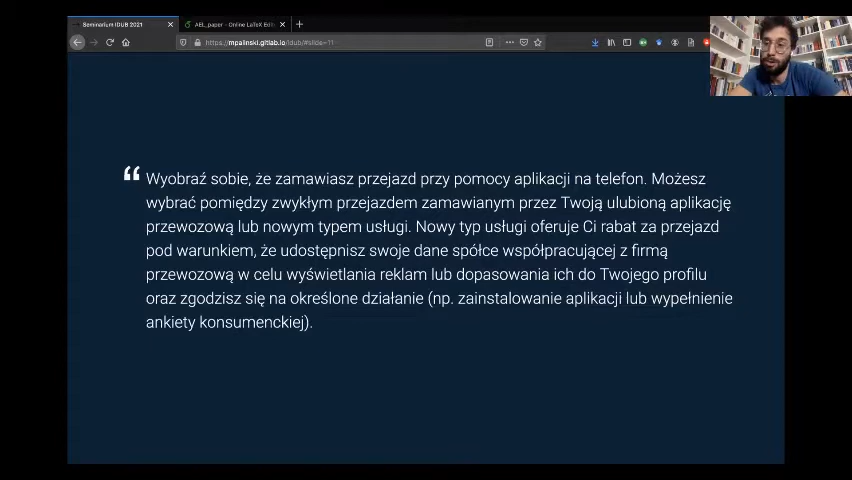 Seminarium IDUB 2021
AEL_paper - Online LaTeX Edit
https://mpalinski.gitlab.io/idub/#slide=11
“
Wyobraź sobie, że zamawiasz przejazd przy pomocy aplikacji na telefon. Możesz
wybrać pomiędzy zwykłym przejazdem zamawianym przez Twoją ulubioną aplikację
przewozową lub nowym typem usługi. Nowy typ usługi oferuje Ci rabat za przejazd
pod warunkiem, że udostępnisz swoje dane spółce współpracującej z firmą
przewozową w celu wyświetlania reklam lub dopasowania ich do Twojego profilu
oraz zgodzisz się na określone działanie (np. zainstalowanie aplikacji lub wypełnienie
ankiety konsumenckiej).